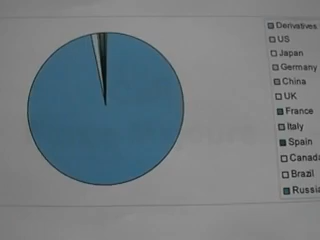 Derivatives
US
Japan
Germany
China
UK
France
Italy
Spain
Canada
Brazil
Russia